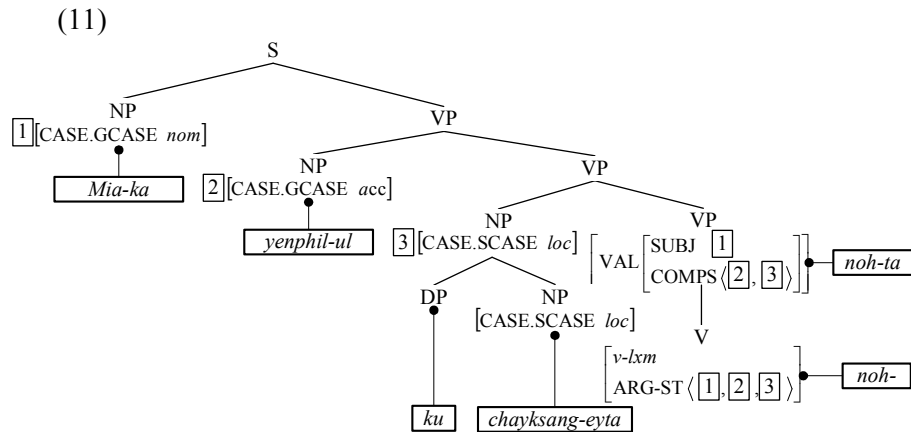 (11)
S
NP VP
1 [CASE.GCASE nom]
NP VP
Mia-ka 2 [CASE.GCASE acc]
NP VP
yenphil-ul 3 [CASE.SCASE loc] [VAL [SUBJ 1
COMPS〈2, 3〉]] noh-ta
DP NP
[CASE.SCASE loc] V
[v-lxm
ARG-ST〈1, 2, 3〉] noh-
ku chayksang-eyta